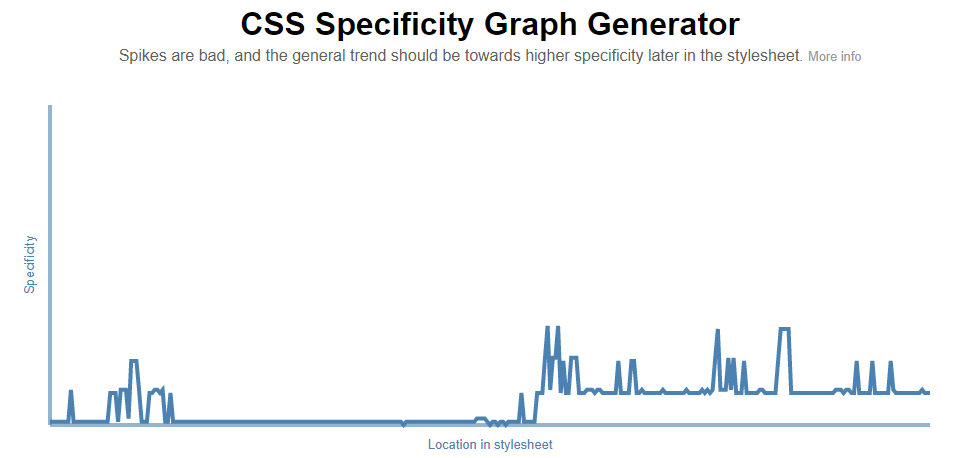 CSS Specificity Graph Generator
Spikes are bad, and the general trend should be towards higher specificity later in the stylesheet. More info
Specificity
Location in stylesheet